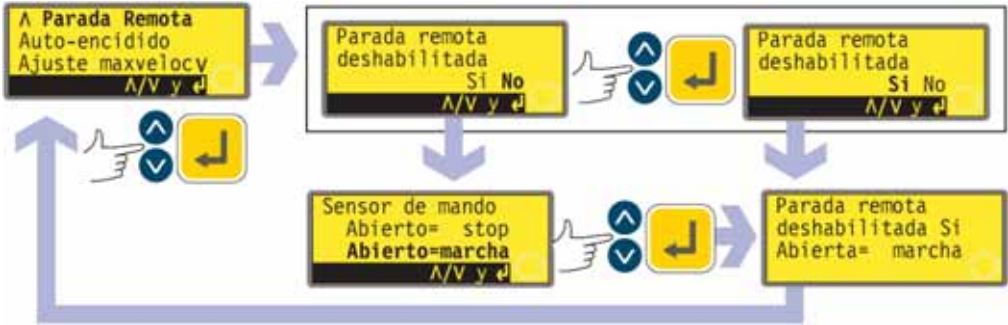 ᴧ Parada Remota
Auto-encidido
Ajuste maxveloc∨
∧/∨ y ↲
Parada remota
deshabilitada
Si No
∧/∨ y ↲
Parada remota
deshabilitada
Si No
∧/∨ y ↲
Sensor de mando
Abierto= stop
Abierto=marcha
∧/∨ y ↲
Parada remota
deshabilitada Si
Abierta= marcha